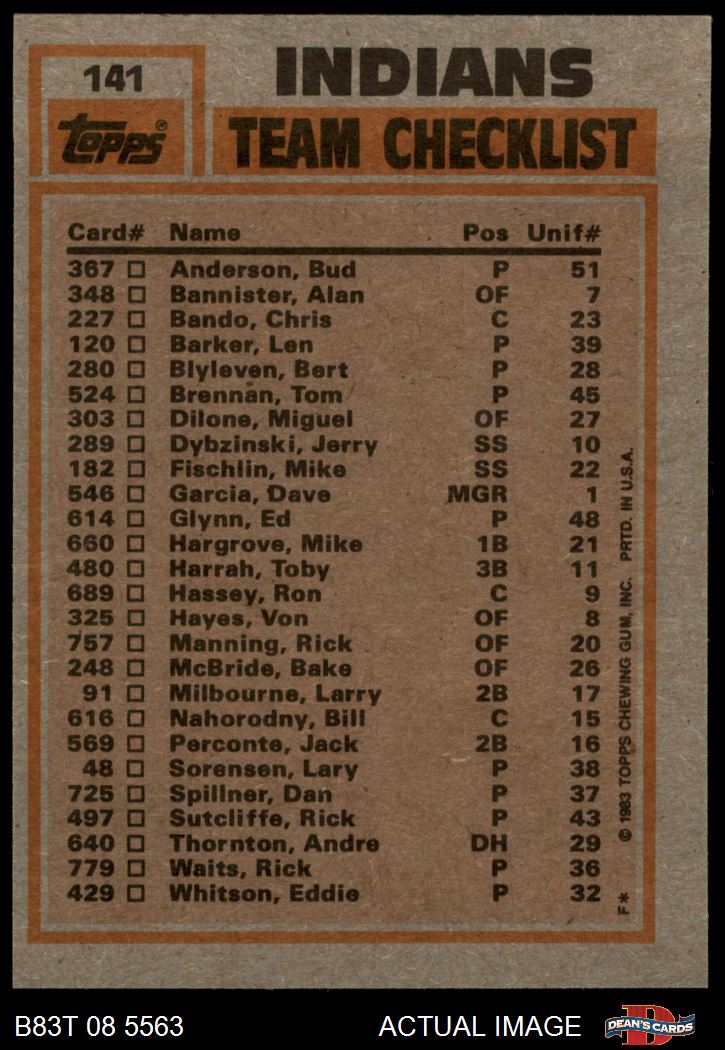 141
topps®
INDIANS
TEAM CHECKLIST
Card# Name Pos Unif#
367 Anderson, Bud P 51
348 Bannister, Alan OF 7
227 Bando, Chris C 23
120 Barker, Len P 39
280 Blyleven, Bert P 28
524 Brennan, Tom P 45
303 Dilone, Miguel OF 27
289 Dybzinski, Jerry SS 10
182 Fischlin, Mike SS 22
546 Garcia, Dave MGR 1
614 Glynn, Ed P 48
660 Hargrove, Mike 1B 21
480 Harrah, Toby 3B 11
689 Hassey, Ron C 9
325 Hayes, Von OF 8
757 Manning, Rick OF 20
248 McBride, Bake OF 26
91 Milbourne, Larry 2B 17
616 Nahorodny, Bill C 15
569 Perconte, Jack 2B 16
48 Sorensen, Lary P 38
725 Spillner, Dan P 37
497 Sutcliffe, Rick P 43
640 Thornton, Andre DH 29
779 Waits, Rick P 36
429 Whitson, Eddie P 32
F* © 1983 TOPPS CHEWING GUM, INC. PRTD. IN U.S.A.
B83T 08 5563
ACTUAL IMAGE
D
DEAN'S CARDS